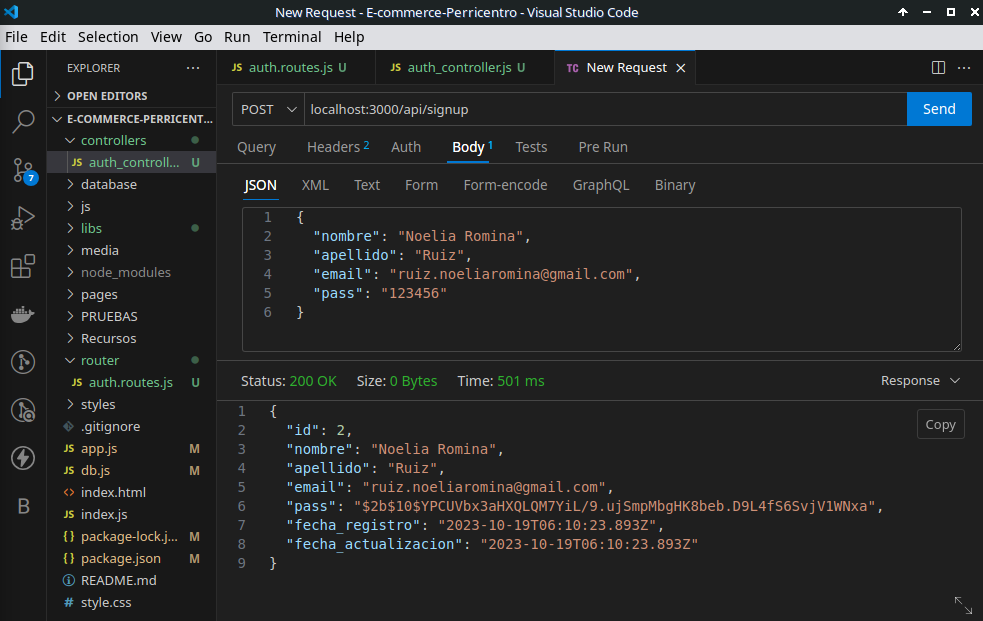 New Request - E-commerce-Perricentro - Visual Studio Code
File Edit Selection View Go Run Terminal Help
EXPLORER ...
OPEN EDITORS
E-COMMERCE-PERRICENT...
controllers
JS auth_controll... U
database
js
libs
media
node_modules
pages
PRUEBAS
Recursos
router
JS auth.routes.js U
styles
.gitignore
JS app.js M
JS db.js M
<> index.html
JS index.js
{} package-lock.j... M
{} package.json M
README.md
# style.css
7
B
JS auth.routes.js U
JS auth_controller.js U
TC New Request
POST localhost:3000/api/signup Send
Query Headers 2 Auth Body 1 Tests Pre Run
JSON XML Text Form Form-encode GraphQL Binary
1 {
2 "nombre": "Noelia Romina",
3 "apellido": "Ruiz",
4 "email": "ruiz.noeliaromina@gmail.com",
5 "pass": "123456"
6 }
Status: 200 OK Size: 0 Bytes Time: 501 ms Response
Copy
1 {
2 "id": 2,
3 "nombre": "Noelia Romina",
4 "apellido": "Ruiz",
5 "email": "ruiz.noeliaromina@gmail.com",
6 "pass": "$2b$10$YPCUVbx3aHXQLQM7YiL/9.ujSmpMbgHK8beb.D9L4fS6SvjV1WNxa",
7 "fecha_registro": "2023-10-19T06:10:23.893Z",
8 "fecha_actualizacion": "2023-10-19T06:10:23.893Z"
9 }